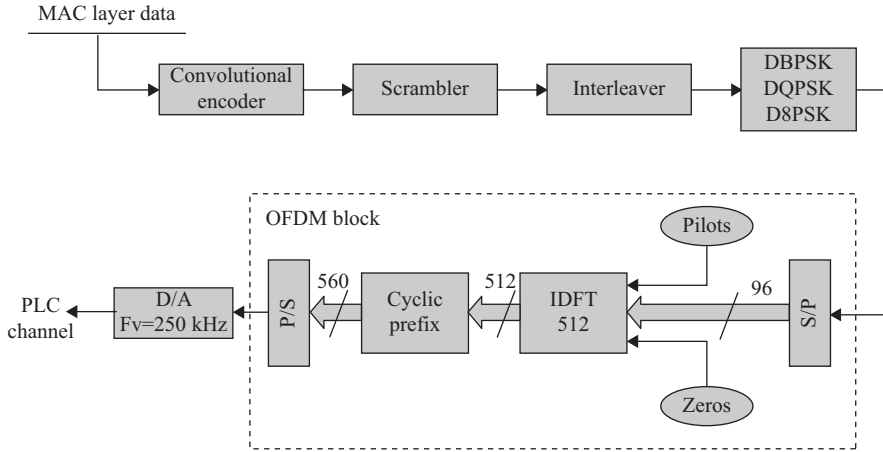 MAC layer data
Convolutional
encoder
Scrambler
Interleaver
DBPSK
DQPSK
D8PSK
OFDM block
Pilots
560
512
96
PLC
channel
D/A
Fv=250 kHz
P/S
Cyclic
prefix
IDFT
512
S/P
Zeros